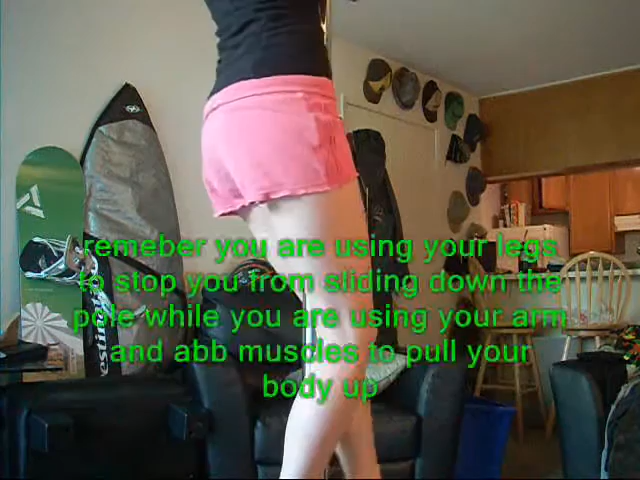 remeber you are using your legs
to stop you from sliding down the
pole while you are using your arm
and abb muscles to pull your
body up